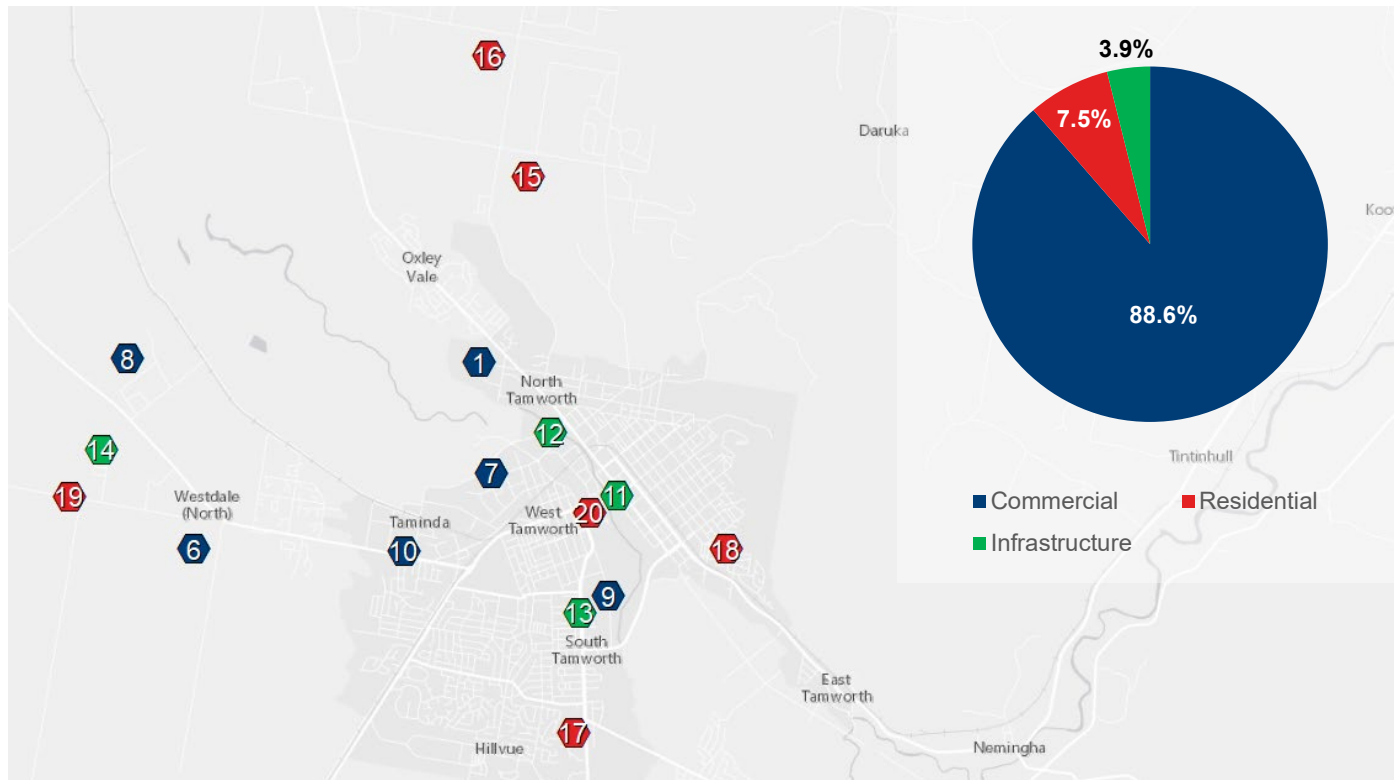 3.9%
16
7.5%
Daruka
15
Koo
Oxley
Vale
88.6%
8
1
North
Tamworth
12
14
7
Tintinhull
19
Westdale
(North)
11
20
West
Tamworth
Commercial
Residential
Taminda
6
10
18
Infrastructure
9
13
South
Tamworth
East
Tamworth
17
Hillvue
Nemingha